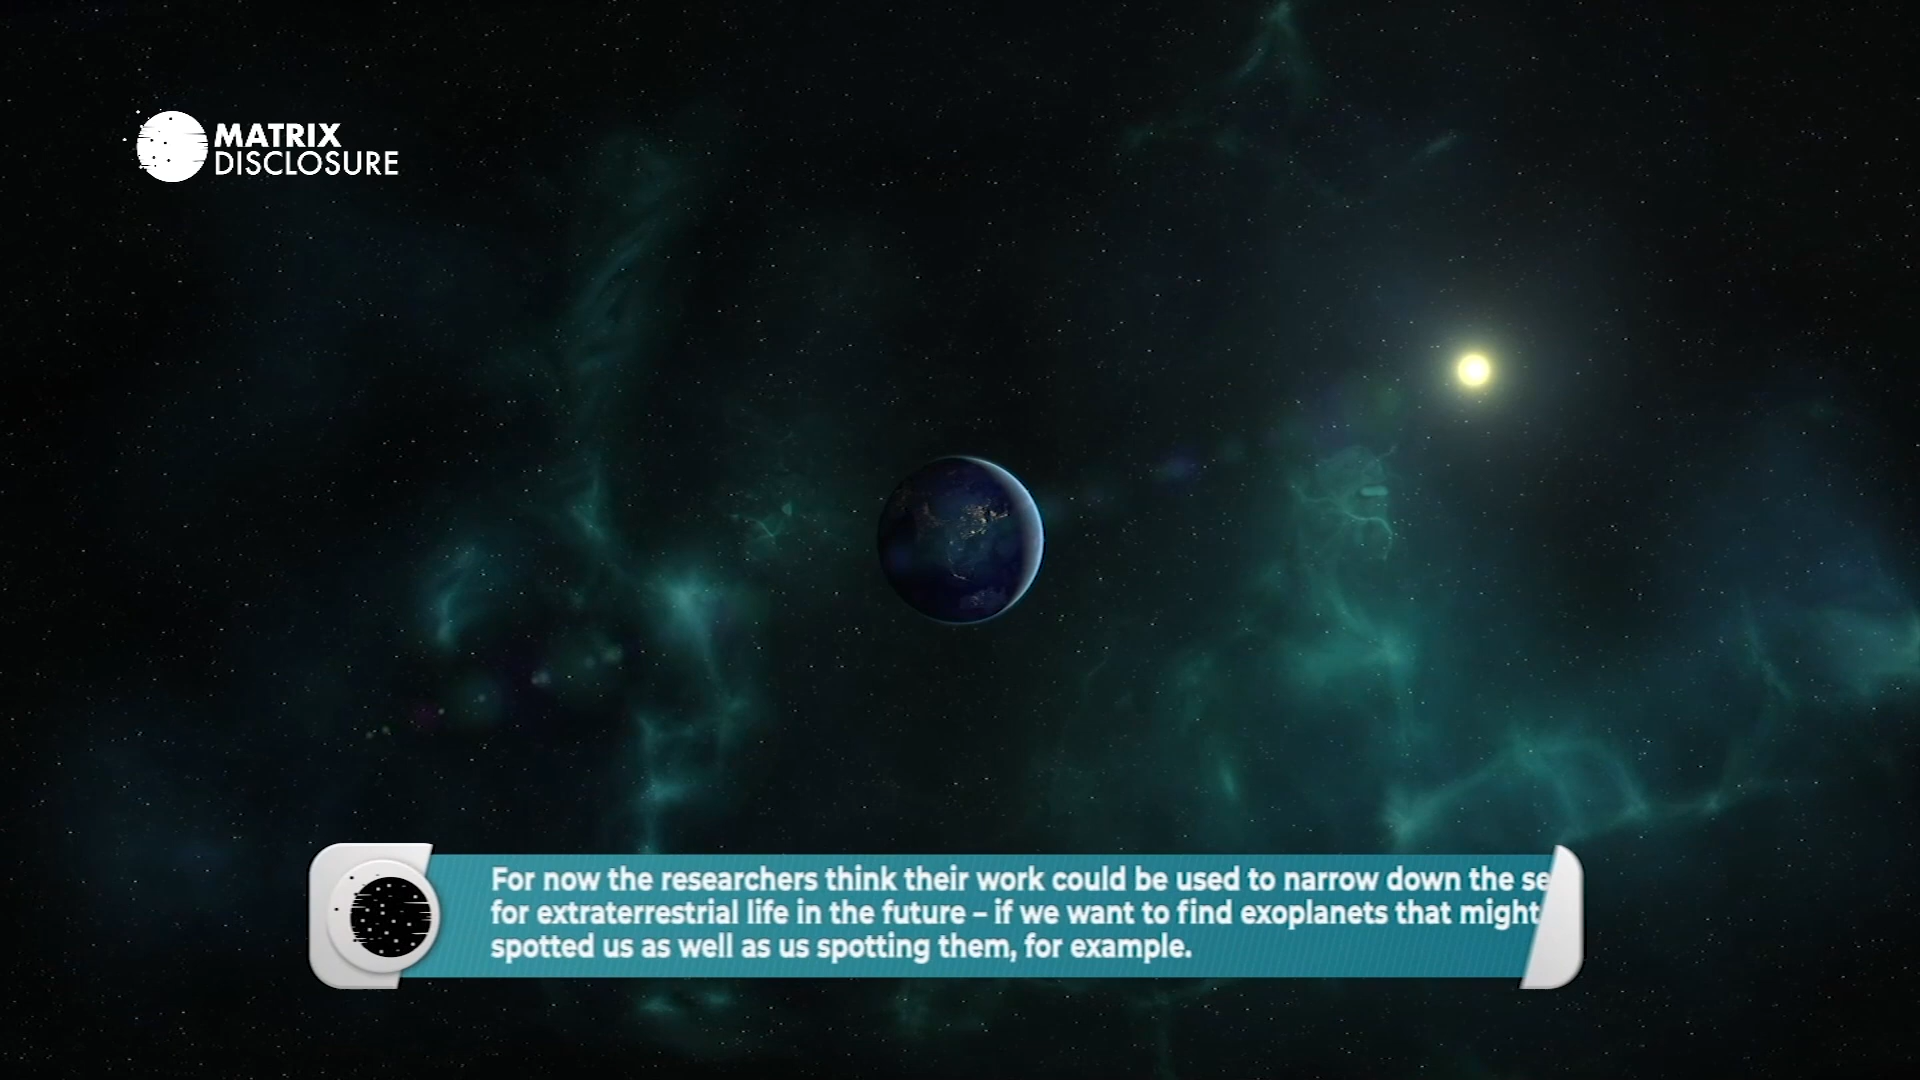 MATRIX
DISCLOSURE
For now the researchers think their work could be used to narrow down the se
for extraterrestrial life in the future – if we want to find exoplanets that might
spotted us as well as us spotting them, for example.